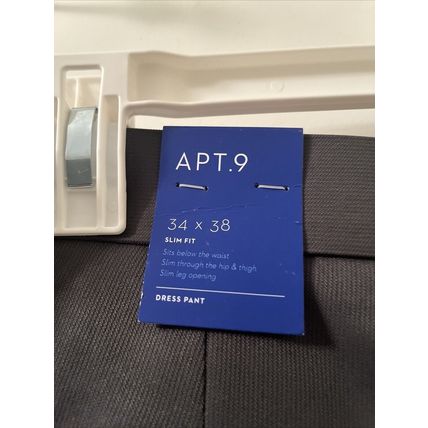 APT.9
34 x 38
SLIM FIT
Sits below the waist
Slim through the hip & thigh
Slim leg opening
DRESS PANT